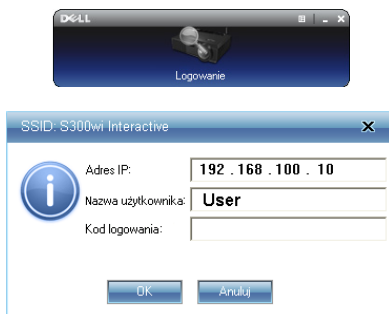 DELL
Logowanie
SSID: S300wi Interactive
Adres IP: 192 . 168 . 100 . 10
Nazwa użytkownika: User
Kod logowania:
OK Anuluj